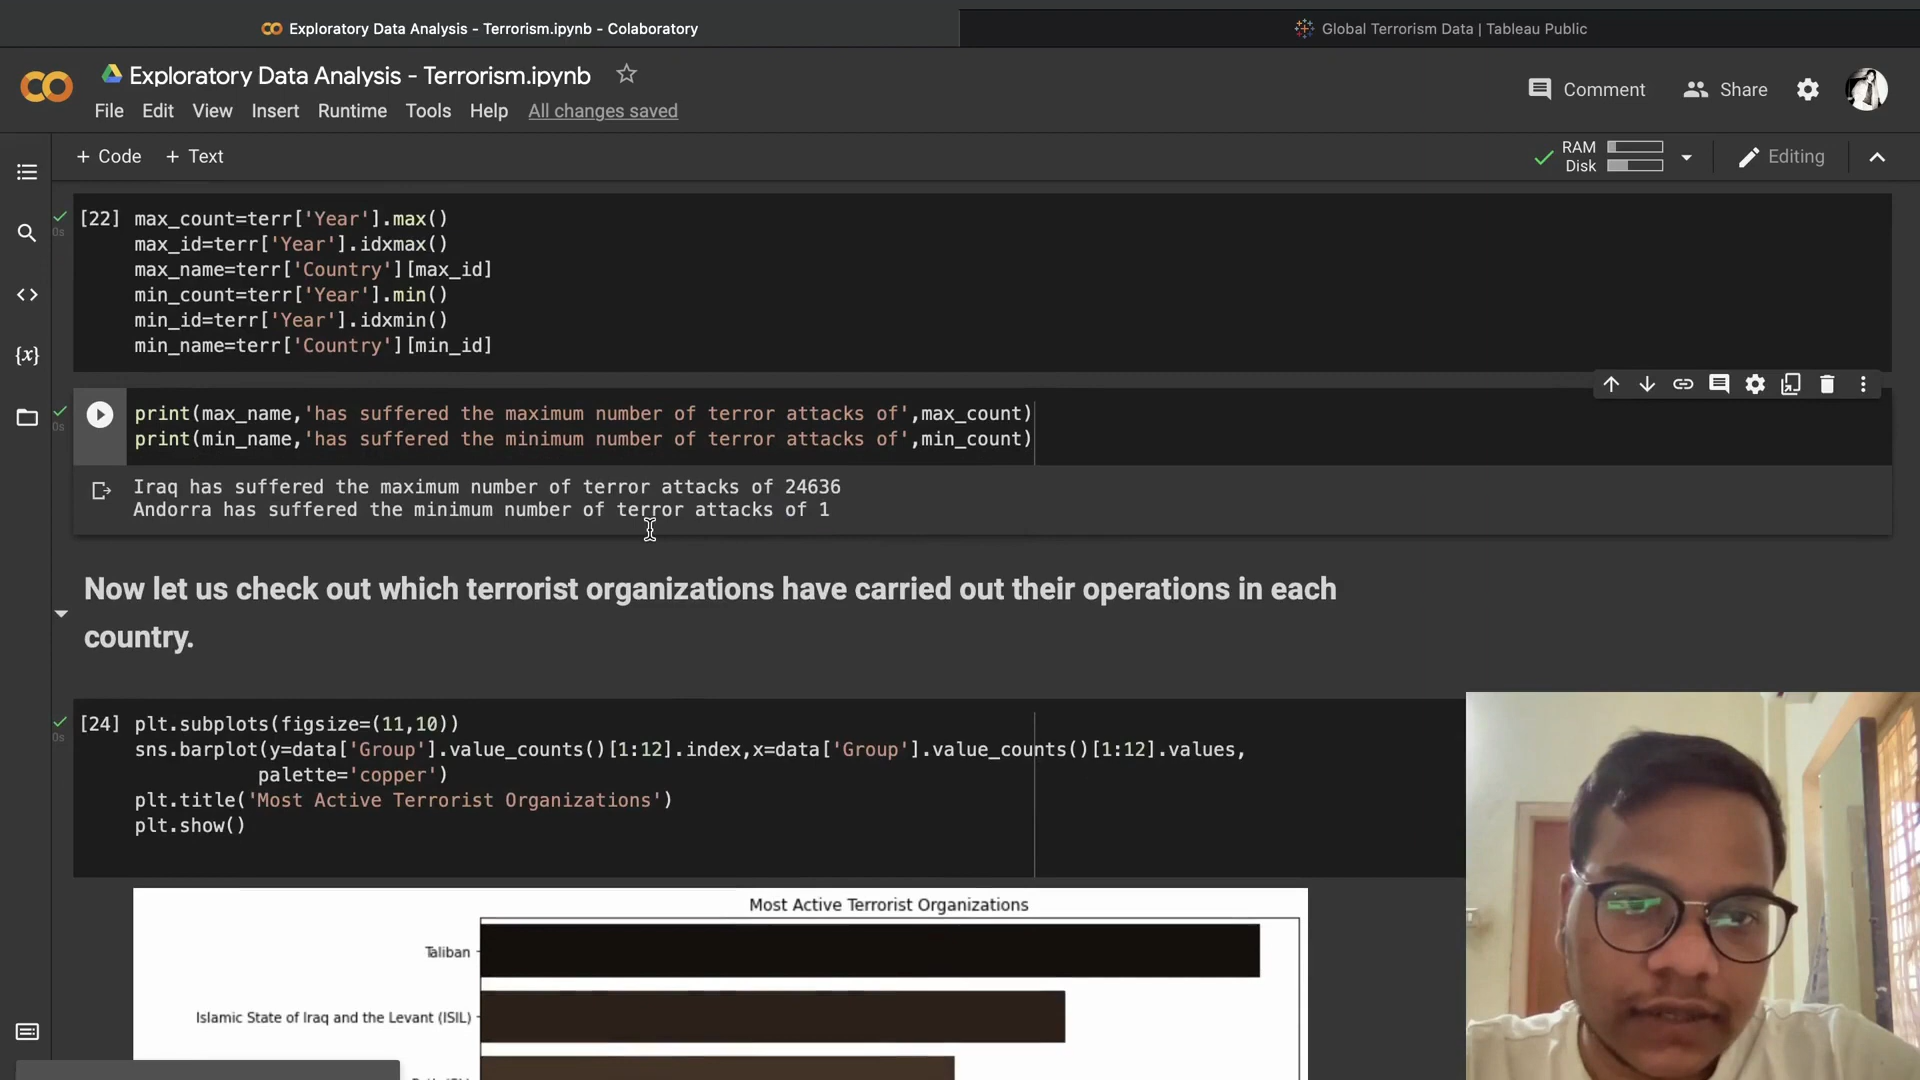 Exploratory Data Analysis - Terrorism.ipynb - Colaboratory
Global Terrorism Data | Tableau Public
Exploratory Data Analysis - Terrorism.ipynb
Comment
Share
File Edit View Insert Runtime Tools Help All changes saved
+ Code + Text
RAM
Disk
Editing
[22] max_count=terr['Year'].max()
0s
max_id=terr['Year'].idxmax()
max_name=terr['Country'][max_id]
min_count=terr['Year'].min()
min_id=terr['Year'].idxmin()
min_name=terr['Country'][min_id]
print(max_name,'has suffered the maximum number of terror attacks of',max_count)
0s
print(min_name,'has suffered the minimum number of terror attacks of',min_count)
Iraq has suffered the maximum number of terror attacks of 24636
Andorra has suffered the minimum number of terror attacks of 1
Now let us check out which terrorist organizations have carried out their operations in each
country.
[24] plt.subplots(figsize=(11,10))
0s
sns.barplot(y=data['Group'].value_counts()[1:12].index,x=data['Group'].value_counts()[1:12].values,
palette='copper')
plt.title('Most Active Terrorist Organizations')
plt.show()
Most Active Terrorist Organizations
Taliban
Islamic State of Iraq and the Levant (ISIL)